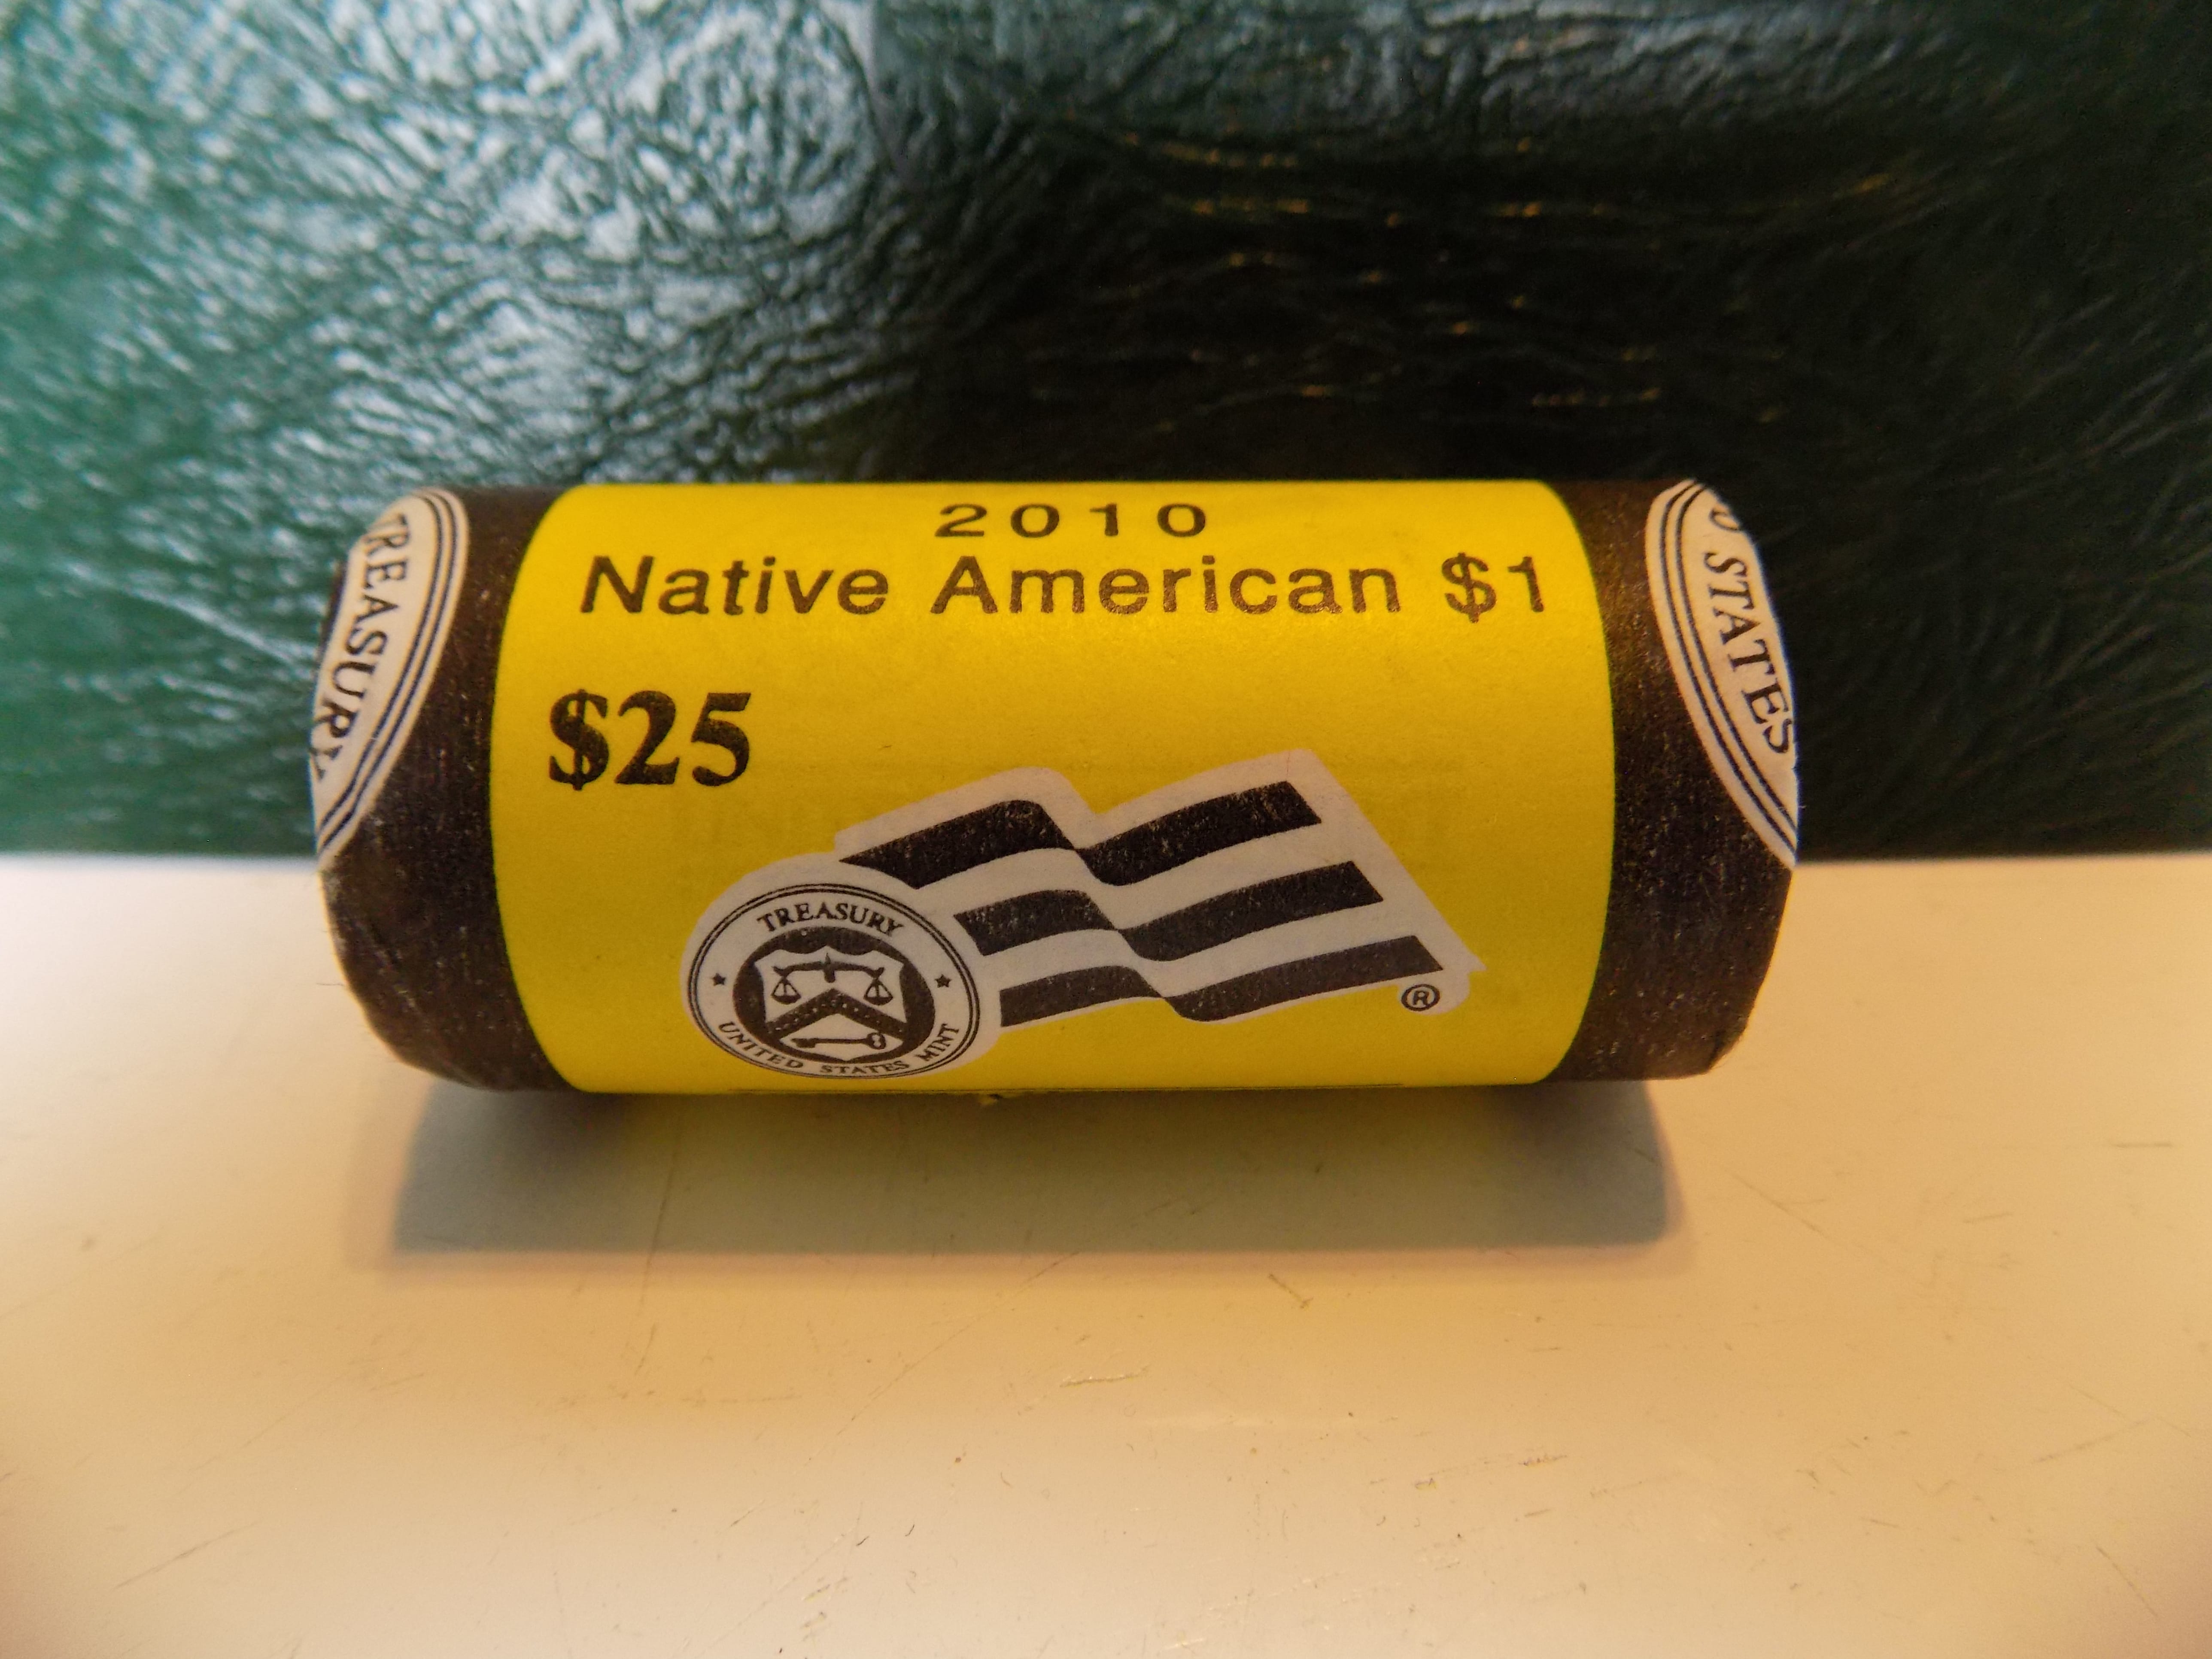 2010
Native American $1
$25
TREASURY
UNITED STATES MINT
®
TREASURY
STATES